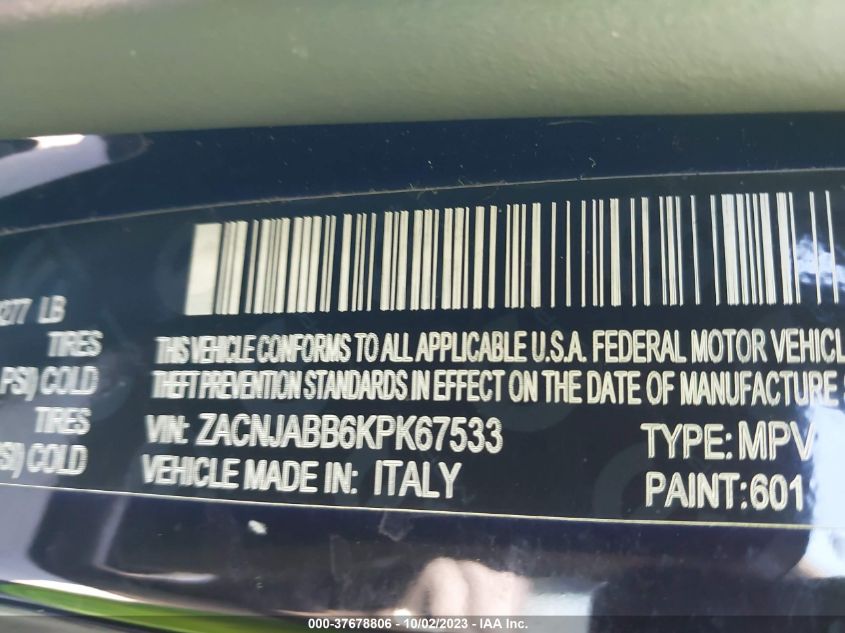 277 LB
TIRES
PSI) COLD
TIRES
SI) COLD
THIS VEHICLE CONFORMS TO ALL APPLICABLE U.S.A. FEDERAL MOTOR VEHICL
THEFT PREVENTION STANDARDS IN EFFECT ON THE DATE OF MANUFACTURE
VIN: ZACNJABB6KPK67533
TYPE: MPV
VEHICLE MADE IN: ITALY
PAINT:601
000-37678806 - 10/02/2023 - © IAA Inc.